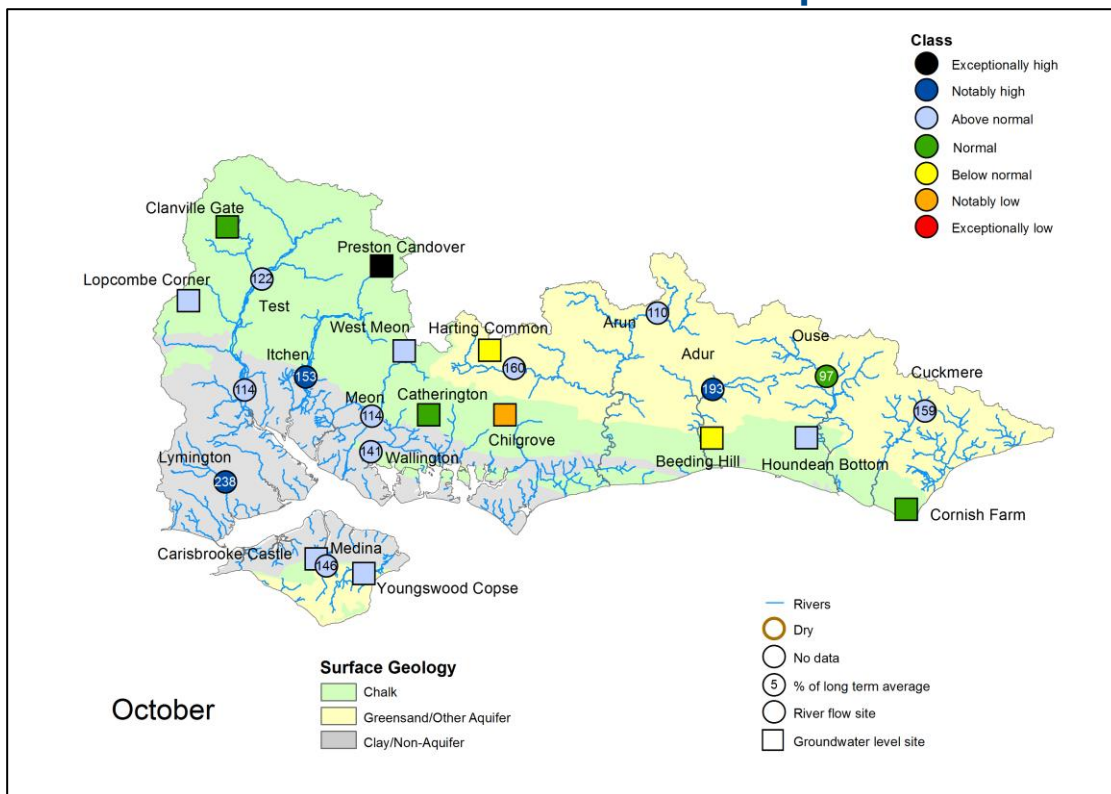 Class
Exceptionally high
Notably high
Above normal
Normal
Below normal
Notably low
Exceptionally low
Clanville Gate
Preston Candover
Lopcombe Corner
122
Test
110
Arun
West Meon
Harting Common
Ouse
Adur
Itchen
160
153
97
Cuckmere
193
114
Meon
Catherington
159
114
Chilgrove
141
Wallington
Beeding Hill
Houndean Bottom
Lymington
238
Cornish Farm
Carisbrooke Castle
Medina
146
Youngswood Copse
Rivers
Dry
No data
5
% of long term average
River flow site
Groundwater level site
Surface Geology
Chalk
Greensand/Other Aquifer
Clay/Non-Aquifer
October